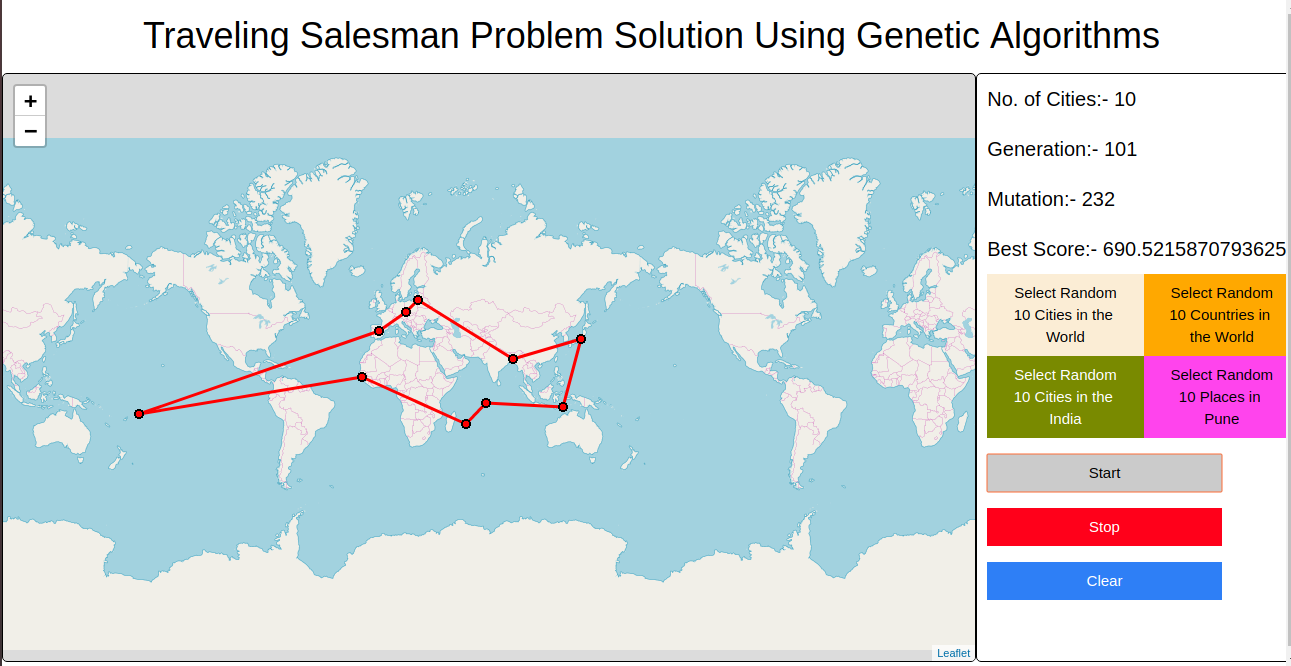 Traveling Salesman Problem Solution Using Genetic Algorithms
+
−
No. of Cities:- 10
Generation:- 101
Mutation:- 232
Best Score:- 690.5215870793625
Select Random
10 Cities in the
World
Select Random
10 Countries in
the World
Select Random
10 Cities in the
India
Select Random
10 Places in
Pune
Start
Stop
Clear
Leaflet